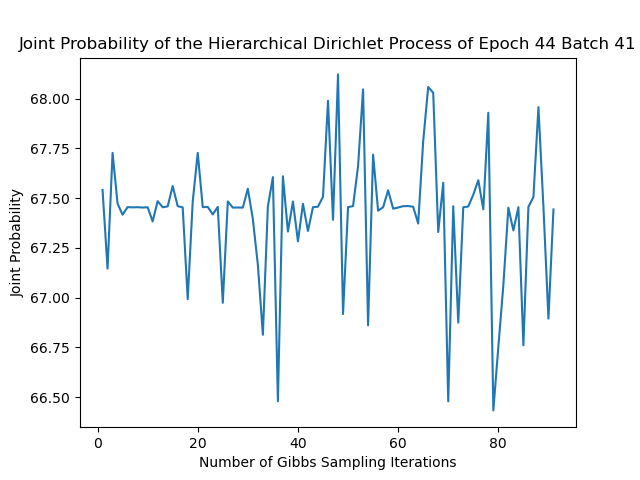 Joint Probability of the Hierarchical Dirichlet Process of Epoch 44 Batch 41
68.00
67.75
67.50
67.25
67.00
66.75
66.50
Joint Probability
0 20 40 60 80
Number of Gibbs Sampling Iterations